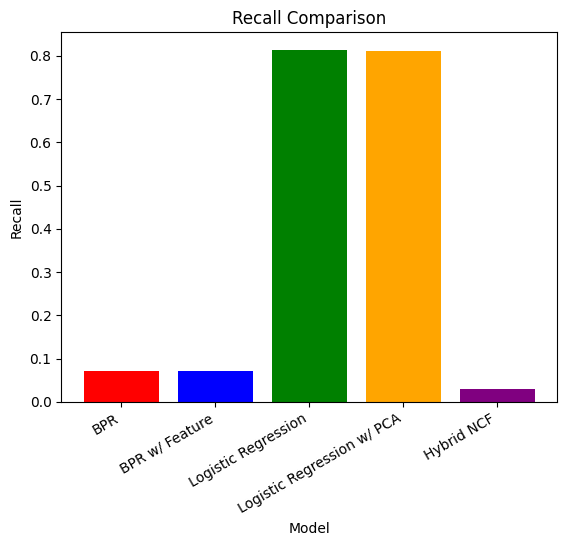 Recall Comparison
Recall
0.8
0.7
0.6
0.5
0.4
0.3
0.2
0.1
0.0
BPR
BPR w/ Feature
Logistic Regression
Logistic Regression w/ PCA
Hybrid NCF
Model